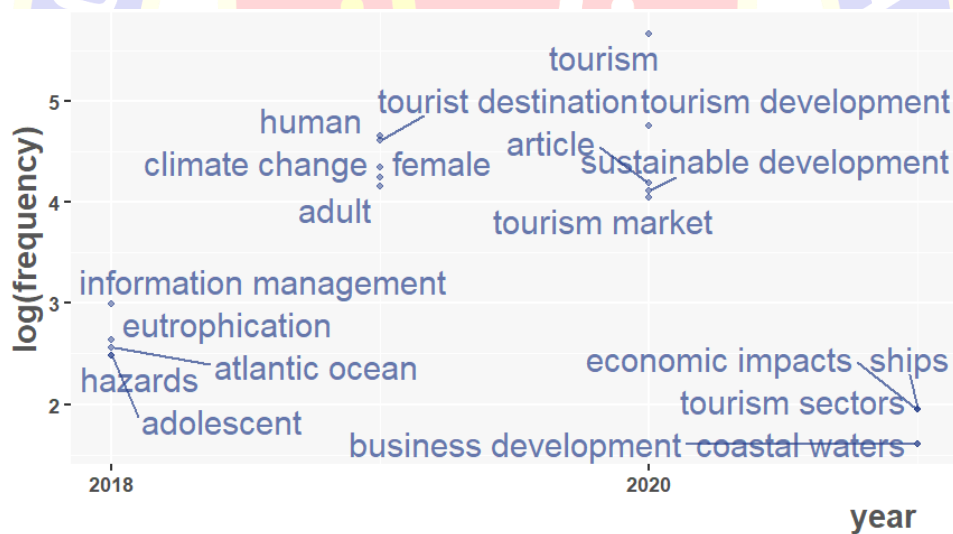 tourism
5
tourist destination tourism development
human
article
climate change female sustainable development
4
adult
tourism market
log(frequency)
information management
3
eutrophication
atlantic ocean economic impacts ships
hazards
2
tourism sectors
adolescent
business development coastal waters
2018 2020
year